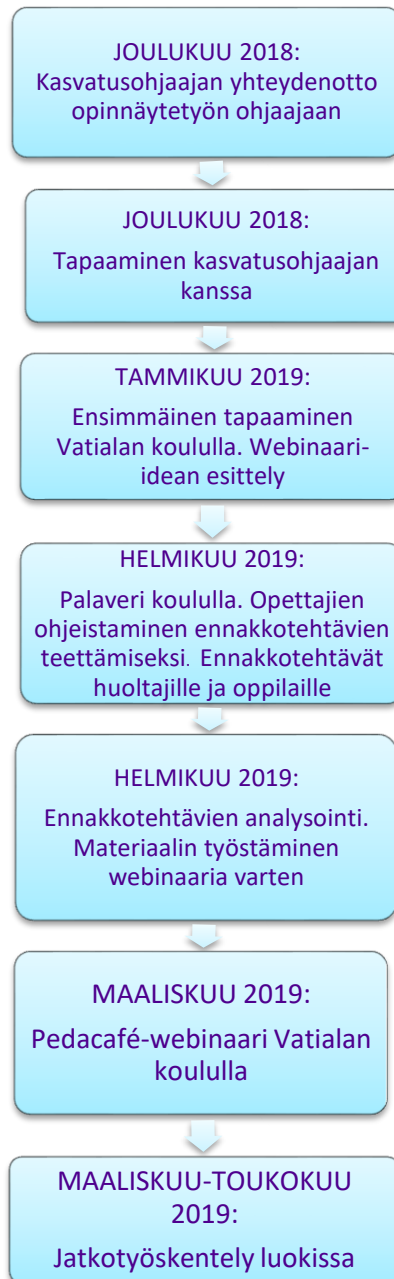 JOULUKUU 2018:
Kasvatusohjaajan yhteydenotto
opinnäytetyön ohjaajaan
JOULUKUU 2018:
Tapaaminen kasvatusohjaajan
kanssa
TAMMIKUU 2019:
Ensimmäinen tapaaminen
Vatialan koululla. Webinaari-
idean esittely
HELMIKUU 2019:
Palaveri koululla. Opettajien
ohjeistaminen ennakkotehtävien
teettämiseksi. Ennakkotehtävät
huoltajille ja oppilaille
HELMIKUU 2019:
Ennakkotehtävien analysointi.
Materiaalin työstäminen
webinaaria varten
MAALISKUU 2019:
Pedacafé-webinaari Vatialan
koululla
MAALISKUU-TOUKOKUU
2019:
Jatkotyöskentely luokissa